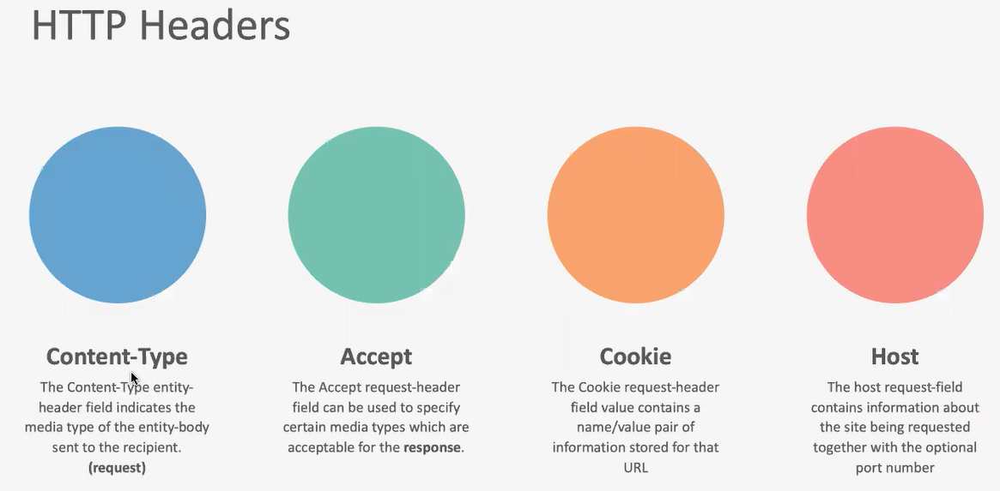 HTTP Headers
Content-Type
The Content-Type entity-
header field indicates the
media type of the entity-body
sent to the recipient.
(request)
Accept
The Accept request-header
field can be used to specify
certain media types which are
acceptable for the response.
Cookie
The Cookie request-header
field value contains a
name/value pair of
information stored for that
URL
Host
The host request-field
contains information about
the site being requested
together with the optional
port number